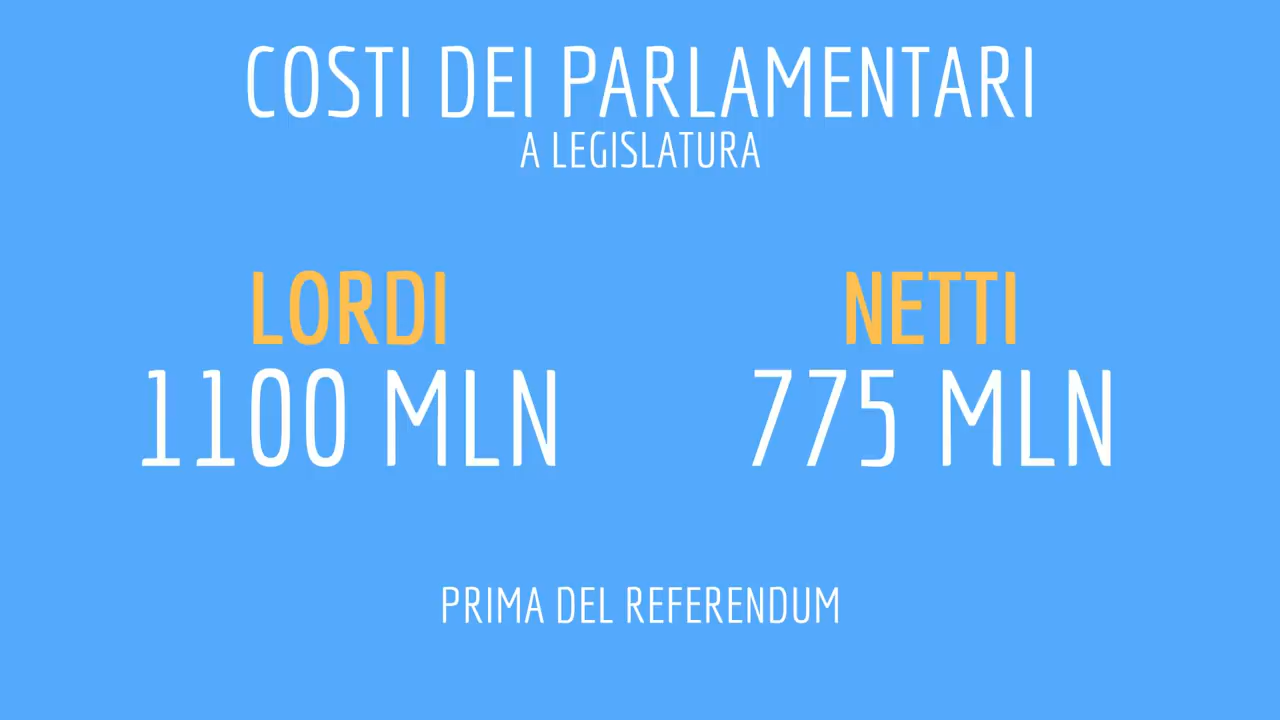 COSTI DEI PARLAMENTARI
A LEGISLATURA
LORDI
NETTI
1100 MLN
775 MLN
PRIMA DEL REFERENDUM